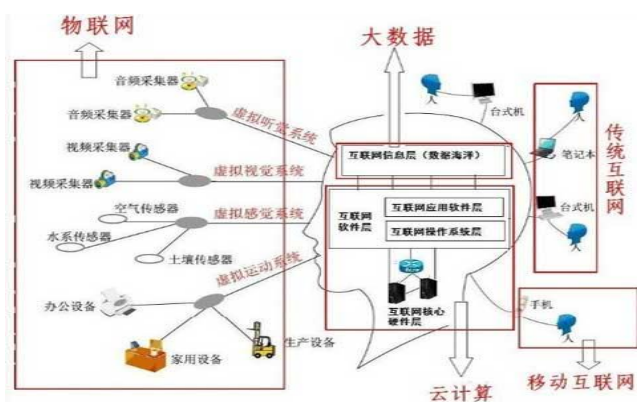 物联网
大数据
音频采集器
音频采集器
虚拟听觉系统
视频采集器
虚拟视觉系统
视频采集器
空气传感器
虚拟感觉系统
水系传感器
土壤传感器
虚拟运动系统
办公设备
家用设备
生产设备
互联网信息层（数据海洋）
互联网
软件层
互联网应用软件层
互联网操作系统层
互联网核心
硬件层
云计算
台式机
人
人
笔记本
台式机
人
传统互联网
手机
人
移动互联网